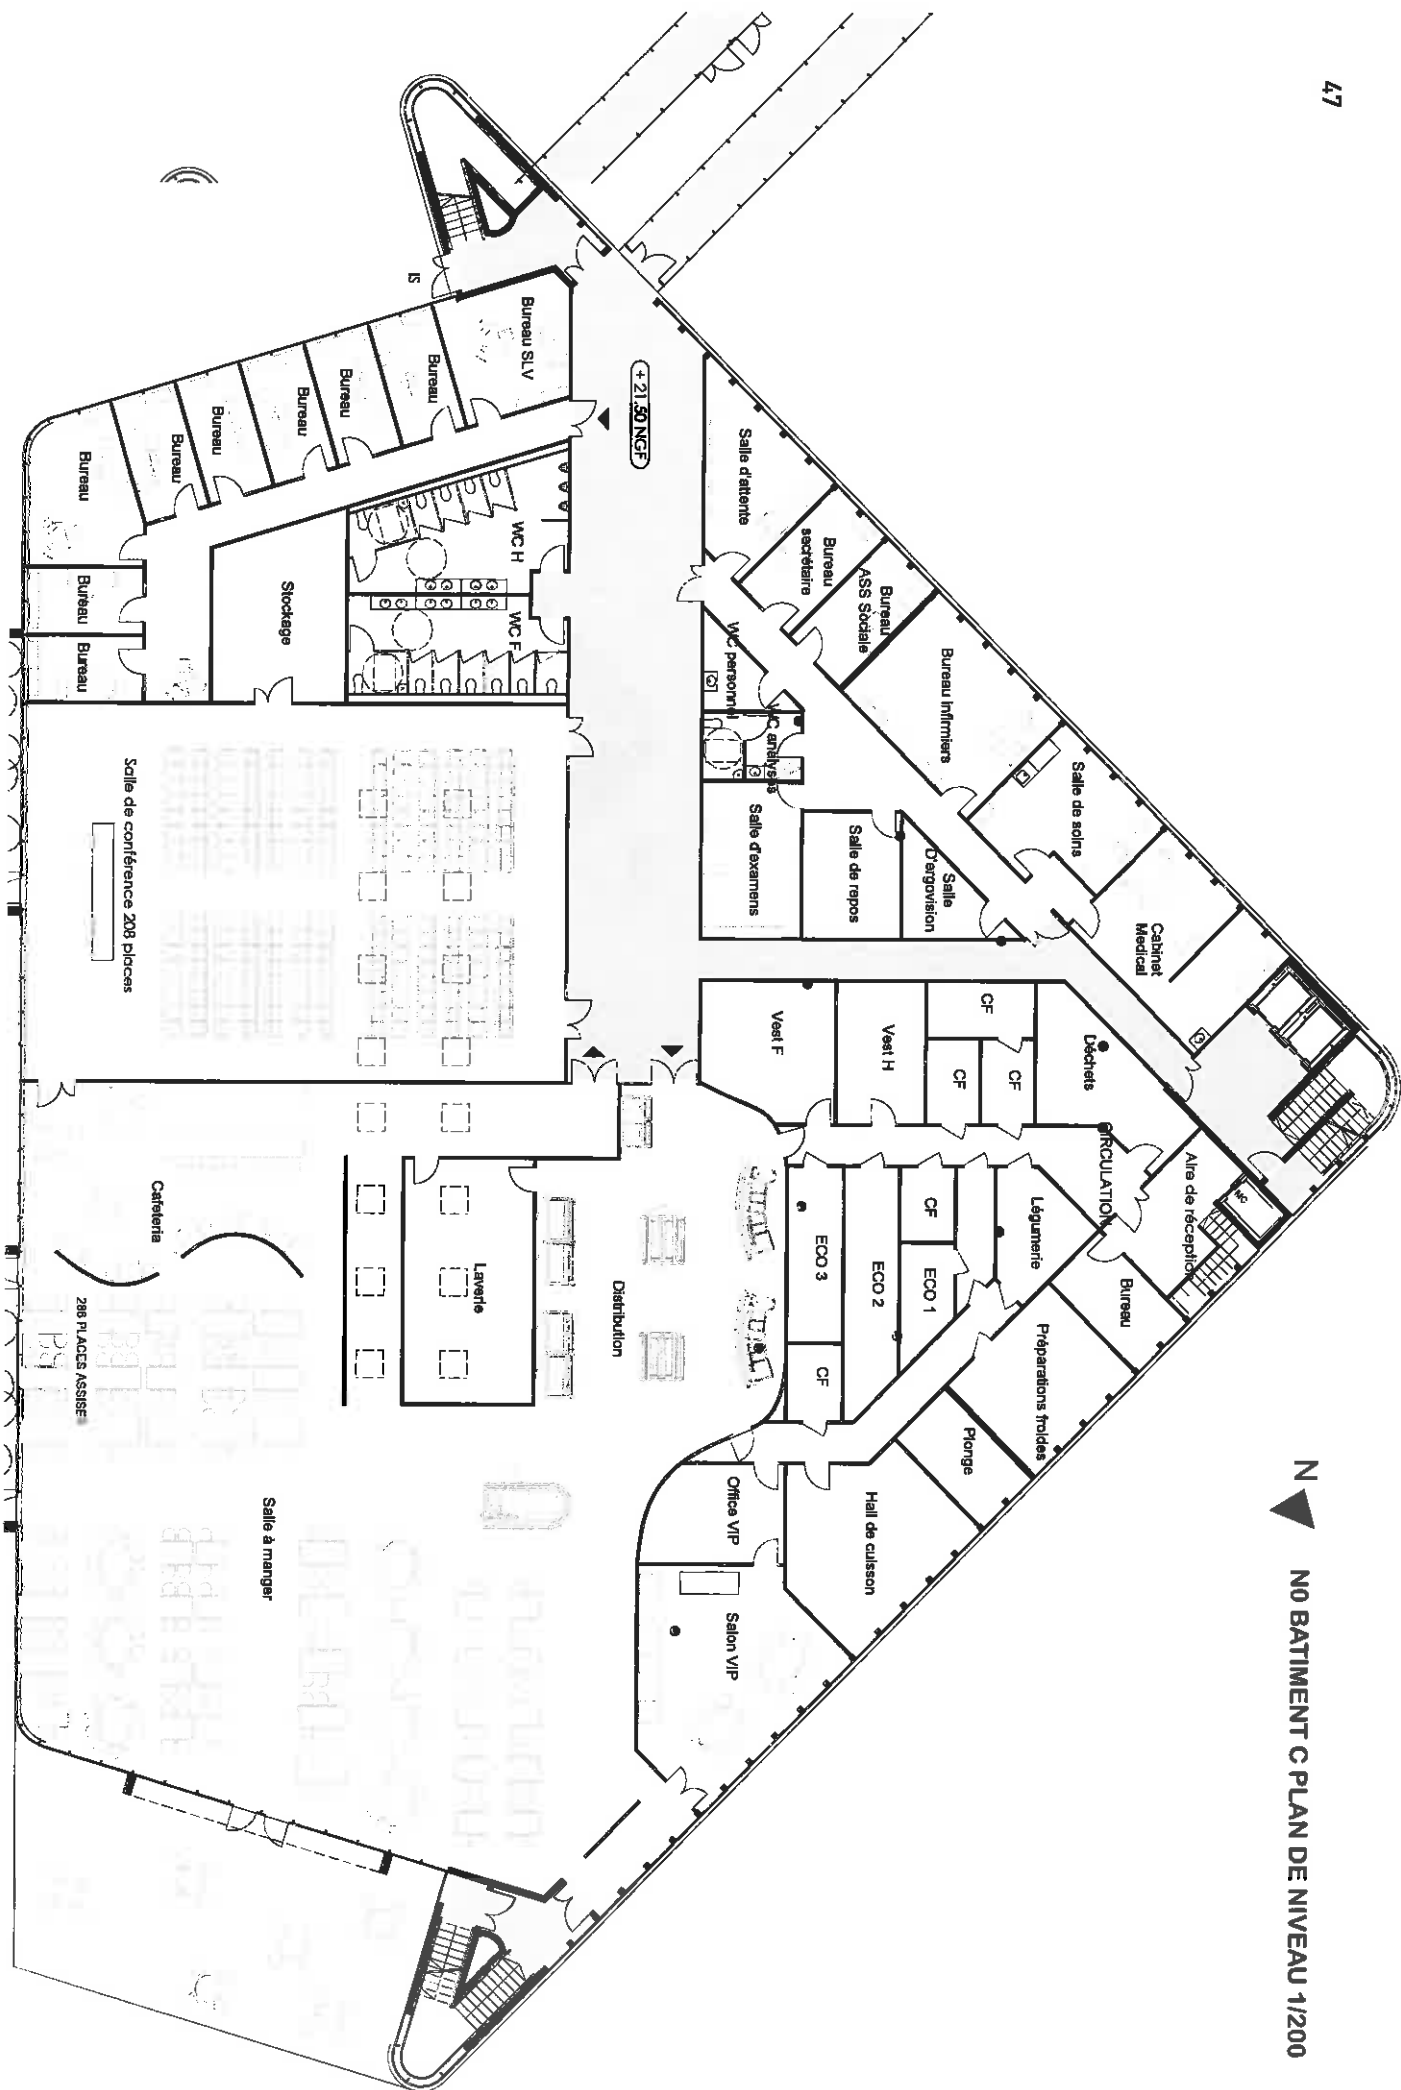 47
N
N0 BATIMENT C PLAN DE NIVEAU 1/200
IS
+ 21,50 NGF
Bureau SLV
Bureau
Bureau
Bureau
Bureau
Bureau
Bureau
Bureau
Bureau
WC H
WC F
Stockage
Salle de conférence 208 places
Salle d'attente
Bureau
secrétaire
Bureau
ASS Sociale
Bureau infirmiers
Salle de soins
Cabinet
Medical
WC personnel
WC analyses
Salle d'examens
Salle de repos
Salle
D'ergovision
Vest F
Vest H
CF
CF
CF
Déchets
CIRCULATION
Aire de réception
MC
Bureau
Légumerie
CF
ECO 1
ECO 2
ECO 3
CF
Préparations froides
Plonge
Hall de cuisson
Office VIP
Salon VIP
Distribution
Laverie
Cafeteria
286 PLACES ASSISES
Salle à manger